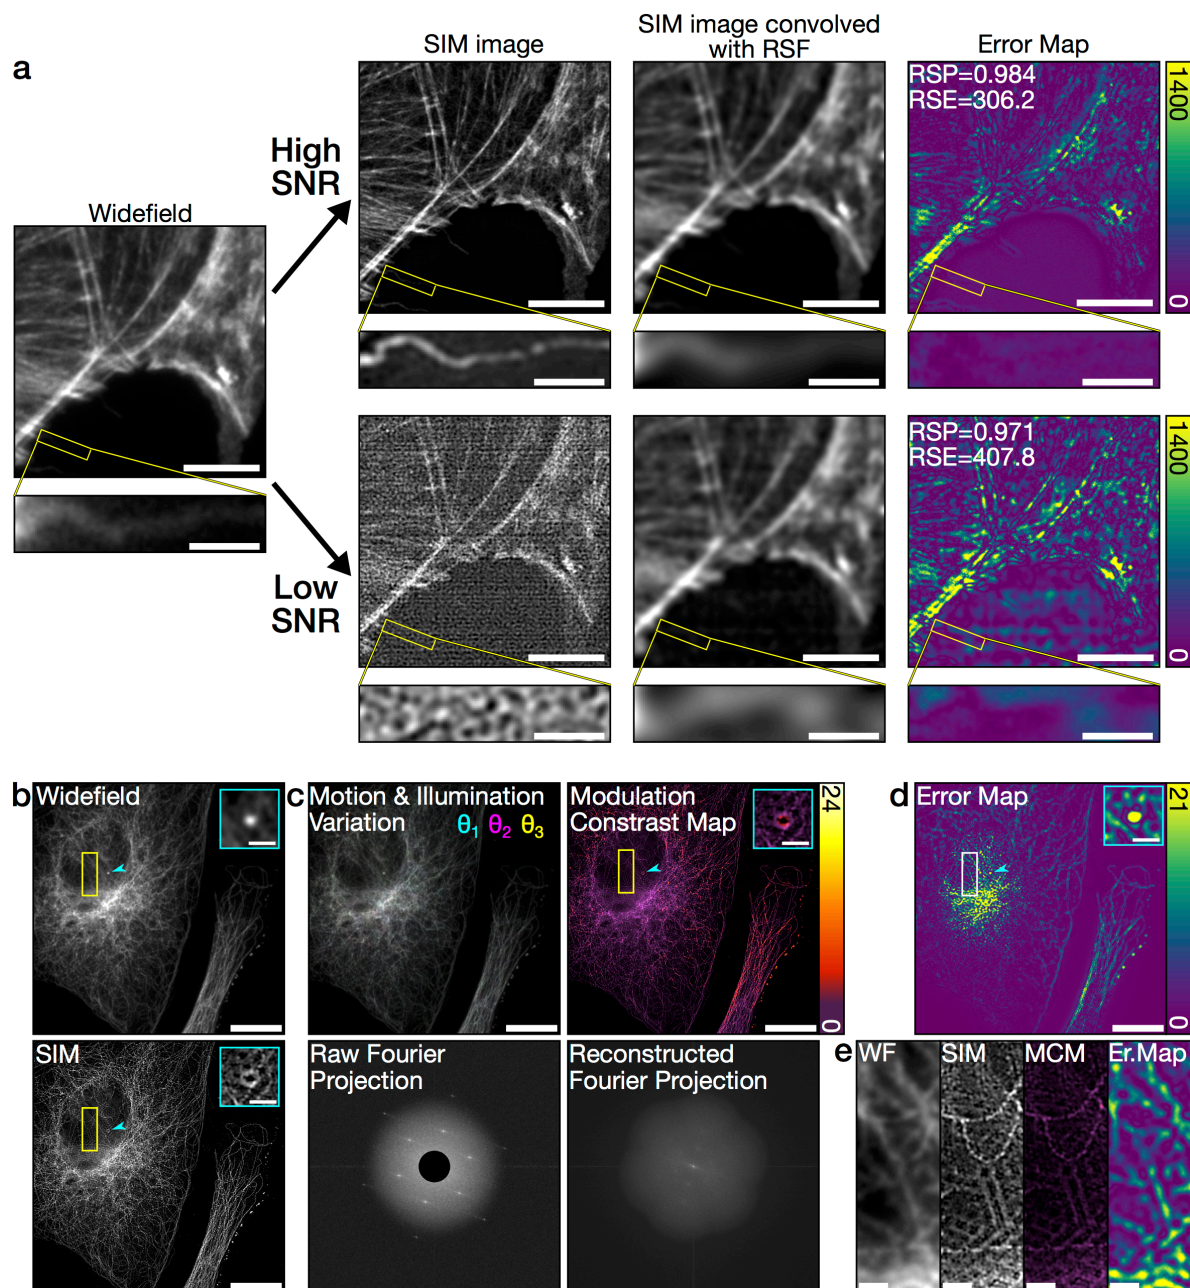 a
SIM image
SIM image convolved
with RSF
Error Map
High
SNR
RSP=0.984
RSE=306.2
1400
0
Widefield
Low
SNR
RSP=0.971
RSE=407.8
1400
0
b
Widefield
c
Motion & Illumination
Variation
θ1 θ2 θ3
Modulation
Constrast Map
24
0
d
Error Map
21
0
SIM
Raw Fourier
Projection
Reconstructed
Fourier Projection
e
WF
SIM
MCM
Er.Map